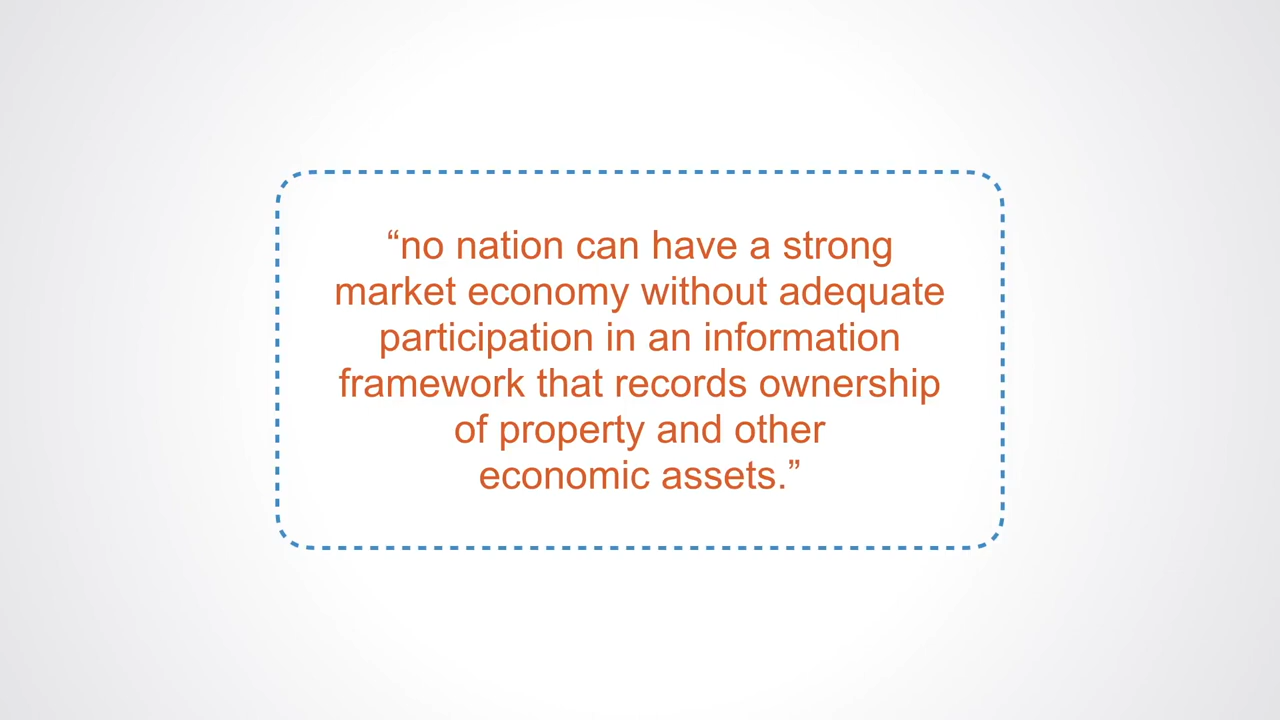 “no nation can have a strong
market economy without adequate
participation in an information
framework that records ownership
of property and other
economic assets.”